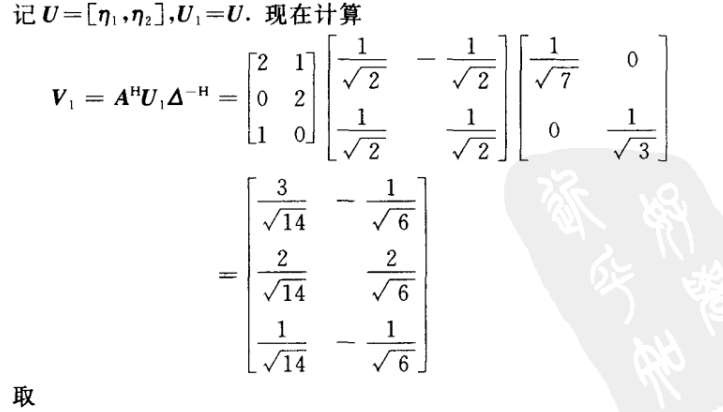 记 U=[η₁,η₂],U₁=U. 现在计算
V₁ = AᴴU₁Δ⁻ᴴ = [2 1; 0 2; 1 0] [1/√2 −1/√2; 1/√2 1/√2] [1/√7 0; 0 1/√3]
= [3/√14 −1/√6; 2/√14 2/√6; 1/√14 −1/√6]
取